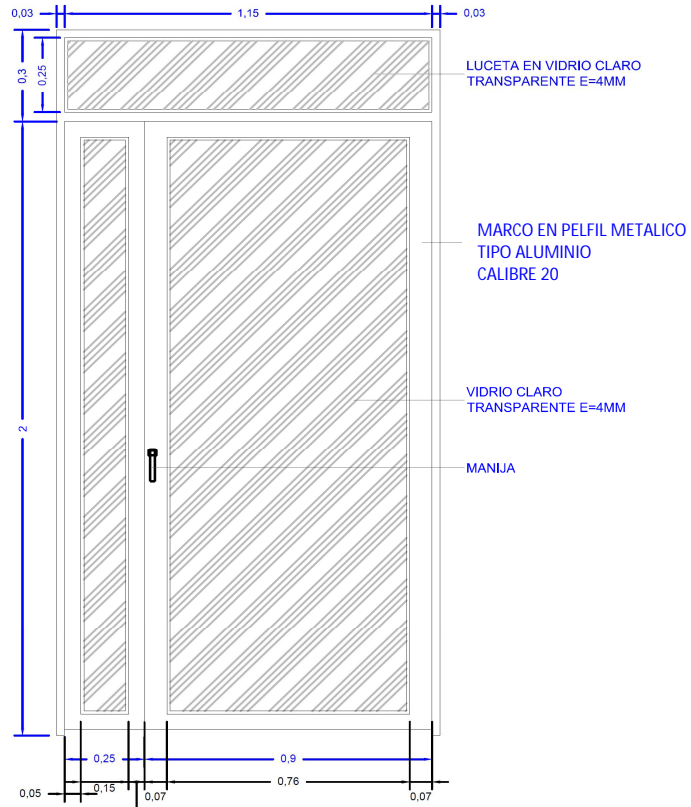 0,03
1,15
0,03
0,3
0,25
LUCETA EN VIDRIO CLARO
TRANSPARENTE E=4MM
MARCO EN PELFIL METALICO
TIPO ALUMINIO
CALIBRE 20
2
VIDRIO CLARO
TRANSPARENTE E=4MM
MANIJA
0,25
0,9
0,05
0,15
0,07
0,76
0,07